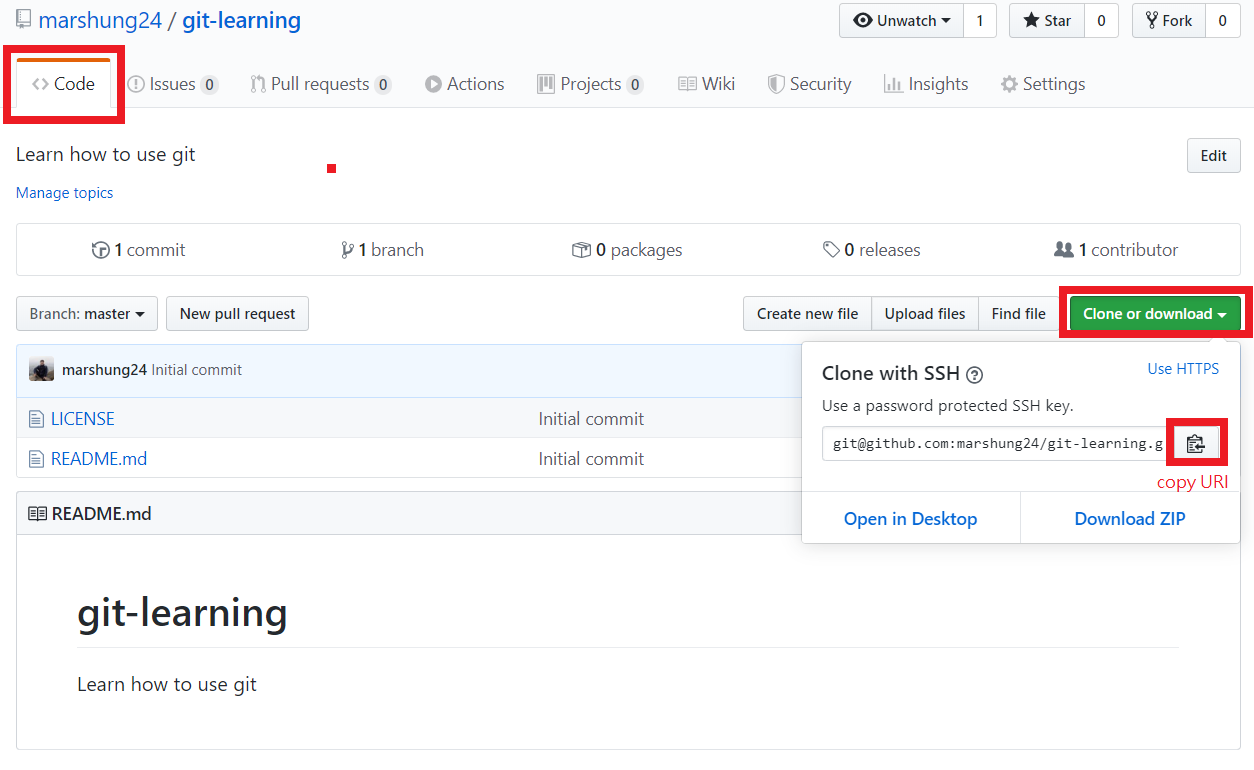 marshung24 / git-learning
Unwatch 1 Star 0 Fork 0
Code Issues 0 Pull requests 0 Actions Projects 0 Wiki Security Insights Settings
Learn how to use git
Edit
Manage topics
1 commit 1 branch 0 packages 0 releases 1 contributor
Branch: master New pull request Create new file Upload files Find file Clone or download
marshung24 Initial commit
LICENSE Initial commit
README.md Initial commit
Clone with SSH ? Use HTTPS
Use a password protected SSH key.
git@github.com:marshung24/git-learning.g
copy URI
Open in Desktop Download ZIP
README.md
git-learning
Learn how to use git